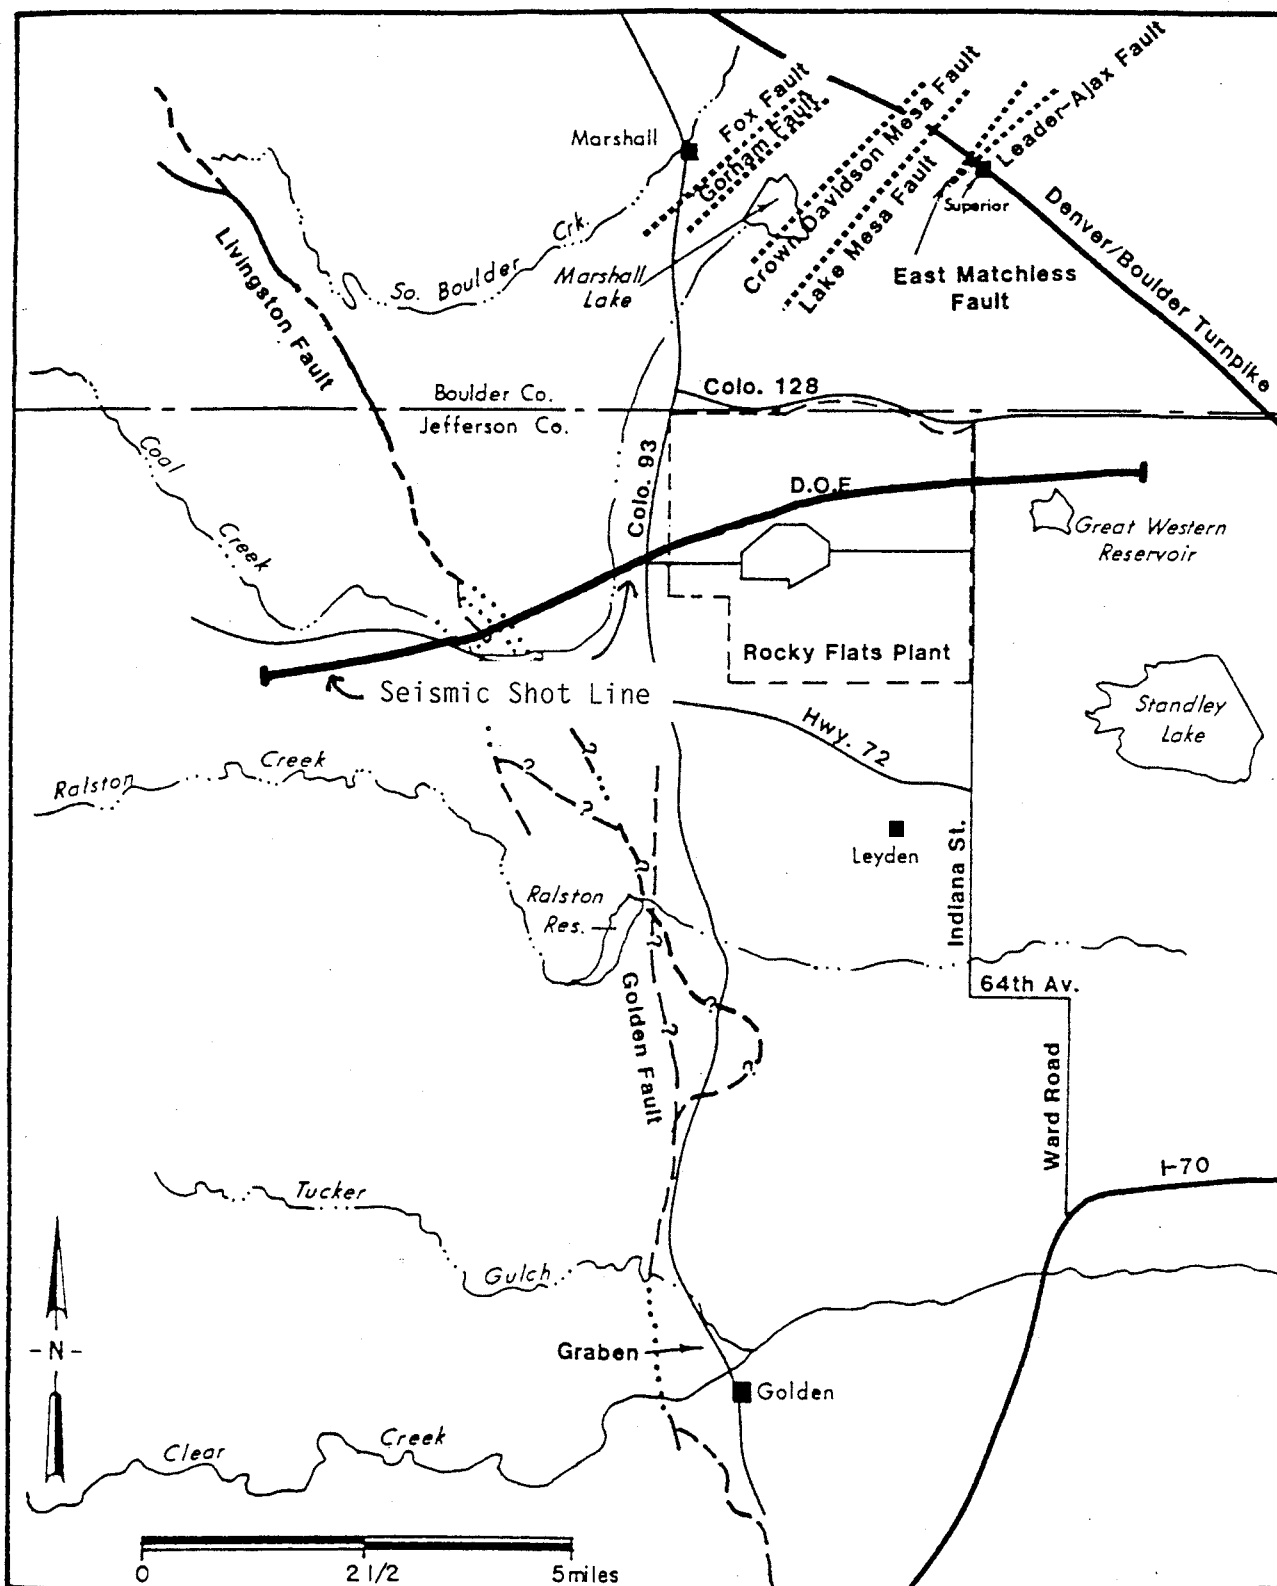 Fox Fault
Gorham Fault
Crown Davidson Mesa Fault
Lake Mesa Fault
Leader-Ajax Fault
Marshall
Superior
So. Boulder Crk.
Marshall
Lake
East Matchless
Fault
Denver/Boulder Turnpike
Livingston Fault
Colo. 128
Boulder Co.
Jefferson Co.
Coal Creek
Colo. 93
D.O.E
Great Western
Reservoir
Rocky Flats Plant
Seismic Shot Line
Standley
Lake
Hwy. 72
Ralston Creek
?
?
?
?
Leyden
Indiana St.
Ralston
Res.
?
64th Av.
Golden Fault
?
?
?
Ward Road
I-70
Tucker Gulch
-N-
Graben
Golden
Clear Creek
0
2 1/2
5 miles